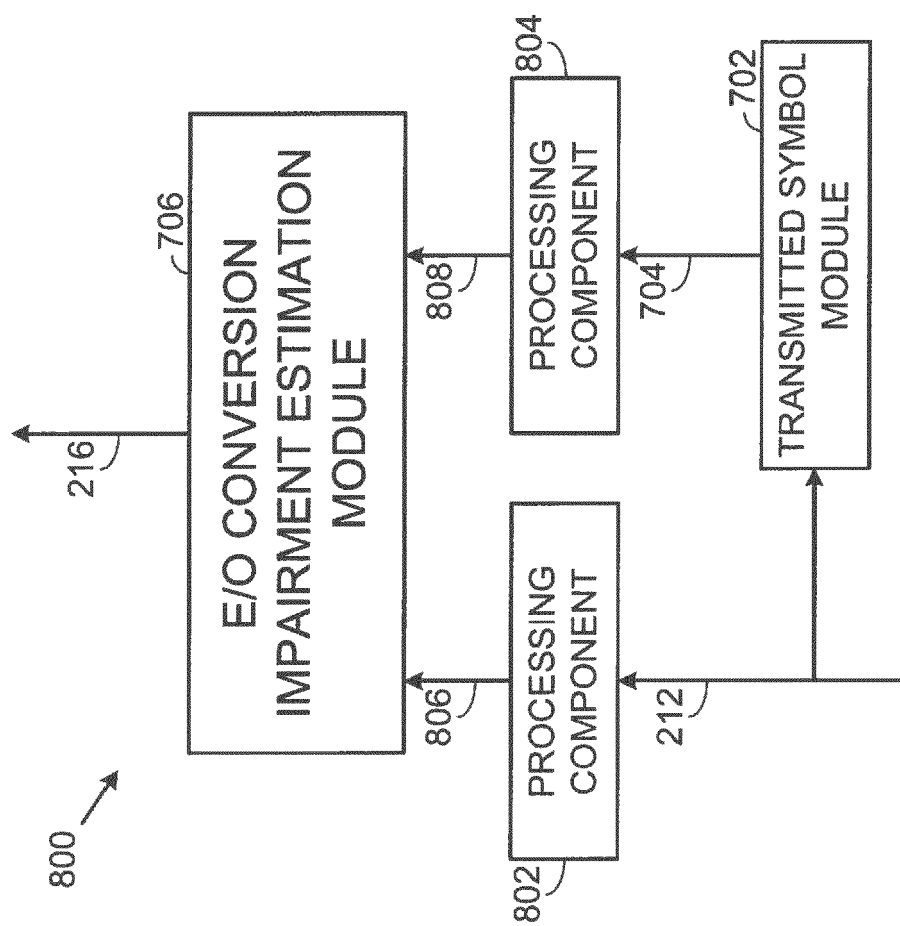 800
212
802
PROCESSING
COMPONENT
806
702
TRANSMITTED SYMBOL
MODULE
704
804
PROCESSING
COMPONENT
808
706
E/O CONVERSION
IMPAIRMENT ESTIMATION
MODULE
216